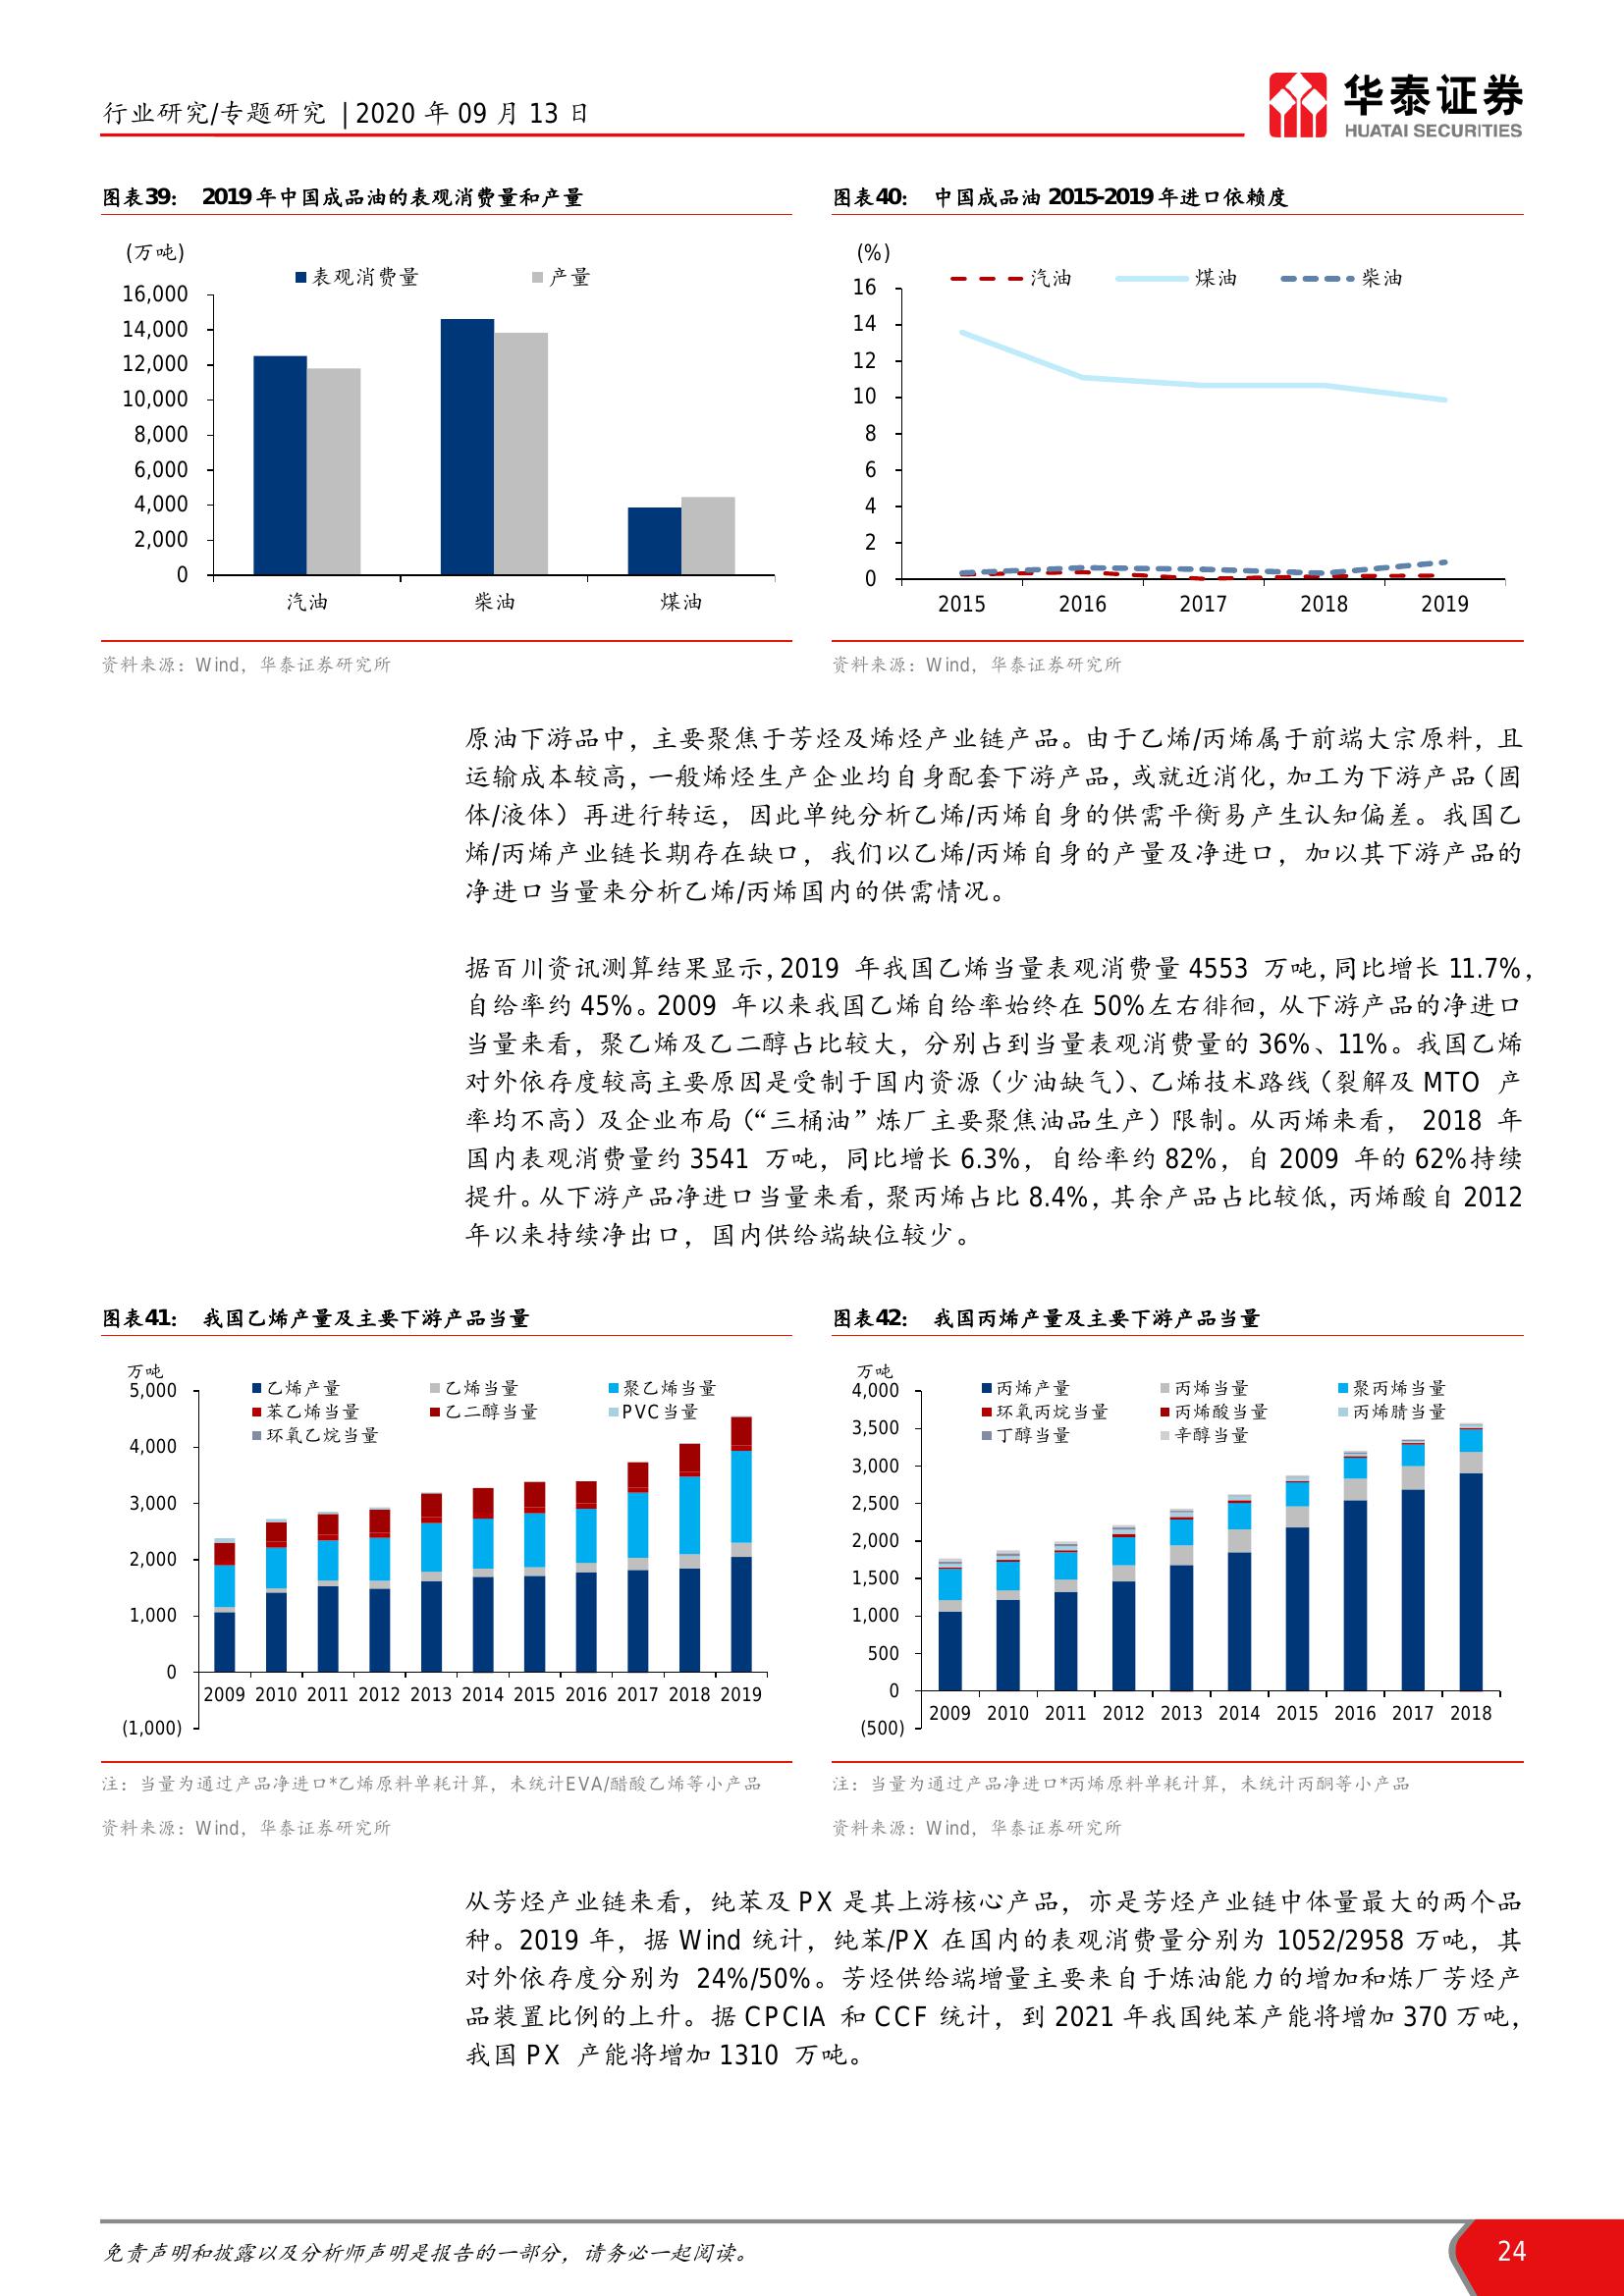 行业研究/专题研究 | 2020 年 09 月 13 日
华泰证券
HUATAI SECURITIES
图表39： 2019年中国成品油的表观消费量和产量
(万吨)
表观消费量 产量
16,000
14,000
12,000
10,000
8,000
6,000
4,000
2,000
0
汽油 柴油 煤油
资料来源：Wind，华泰证券研究所
图表40： 中国成品油 2015-2019年进口依赖度
(%)
汽油 煤油 柴油
16
14
12
10
8
6
4
2
0
2015 2016 2017 2018 2019
资料来源：Wind，华泰证券研究所
原油下游品中，主要聚焦于芳烃及烯烃产业链产品。由于乙烯/丙烯属于前端大宗原料，且
运输成本较高，一般烯烃生产企业均自身配套下游产品，或就近消化，加工为下游产品（固
体/液体）再进行转运，因此单纯分析乙烯/丙烯自身的供需平衡易产生认知偏差。我国乙
烯/丙烯产业链长期存在缺口，我们以乙烯/丙烯自身的产量及净进口，加以其下游产品的
净进口当量来分析乙烯/丙烯国内的供需情况。
据百川资讯测算结果显示，2019 年我国乙烯当量表观消费量 4553 万吨，同比增长 11.7%，
自给率约 45%。2009 年以来我国乙烯自给率始终在 50%左右徘徊，从下游产品的净进口
当量来看，聚乙烯及乙二醇占比较大，分别占到当量表观消费量的 36%、11%。我国乙烯
对外依存度较高主要原因是受制于国内资源（少油缺气）、乙烯技术路线（裂解及 MTO 产
率均不高）及企业布局（“三桶油”炼厂主要聚焦油品生产）限制。从丙烯来看， 2018 年
国内表观消费量约 3541 万吨，同比增长 6.3%，自给率约 82%，自 2009 年的 62%持续
提升。从下游产品净进口当量来看，聚丙烯占比 8.4%，其余产品占比较低，丙烯酸自 2012
年以来持续净出口，国内供给端缺位较少。
图表41： 我国乙烯产量及主要下游产品当量
万吨
乙烯产量 乙烯当量 聚乙烯当量
苯乙烯当量 乙二醇当量 PVC当量
环氧乙烷当量
5,000
4,000
3,000
2,000
1,000
0
(1,000)
2009 2010 2011 2012 2013 2014 2015 2016 2017 2018 2019
注：当量为通过产品净进口*乙烯原料单耗计算，未统计EVA/醋酸乙烯等小产品
资料来源：Wind，华泰证券研究所
图表42： 我国丙烯产量及主要下游产品当量
万吨
丙烯产量 丙烯当量 聚丙烯当量
环氧丙烷当量 丙烯酸当量 丙烯腈当量
丁醇当量 辛醇当量
4,000
3,500
3,000
2,500
2,000
1,500
1,000
500
0
(500)
2009 2010 2011 2012 2013 2014 2015 2016 2017 2018
注：当量为通过产品净进口*丙烯原料单耗计算，未统计丙酮等小产品
资料来源：Wind，华泰证券研究所
从芳烃产业链来看，纯苯及 PX 是其上游核心产品，亦是芳烃产业链中体量最大的两个品
种。2019 年，据 Wind 统计，纯苯/PX 在国内的表观消费量分别为 1052/2958 万吨，其
对外依存度分别为 24%/50%。芳烃供给端增量主要来自于炼油能力的增加和炼厂芳烃产
品装置比例的上升。据 CPCIA 和 CCF 统计，到 2021 年我国纯苯产能将增加 370 万吨，
我国 PX 产能将增加 1310 万吨。
免责声明和披露以及分析师声明是报告的一部分，请务必一起阅读。
24